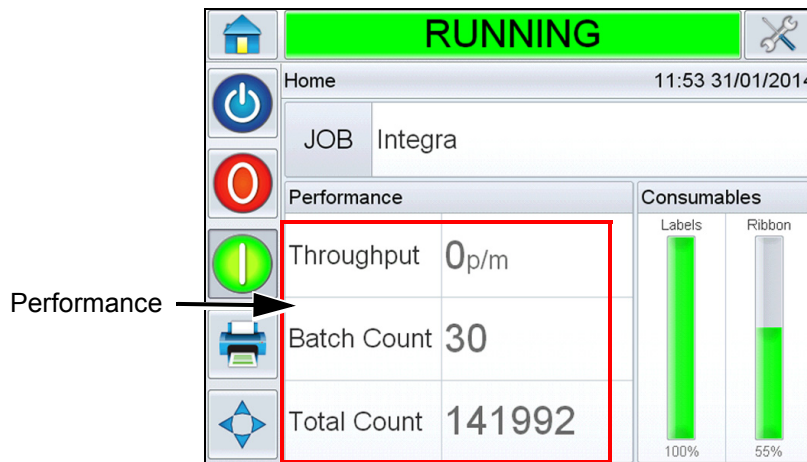 RUNNING
Home 11:53 31/01/2014
JOB Integra
Performance Consumables
Labels Ribbon
Throughput 0p/m
Performance
Batch Count 30
Total Count 141992
100% 55%